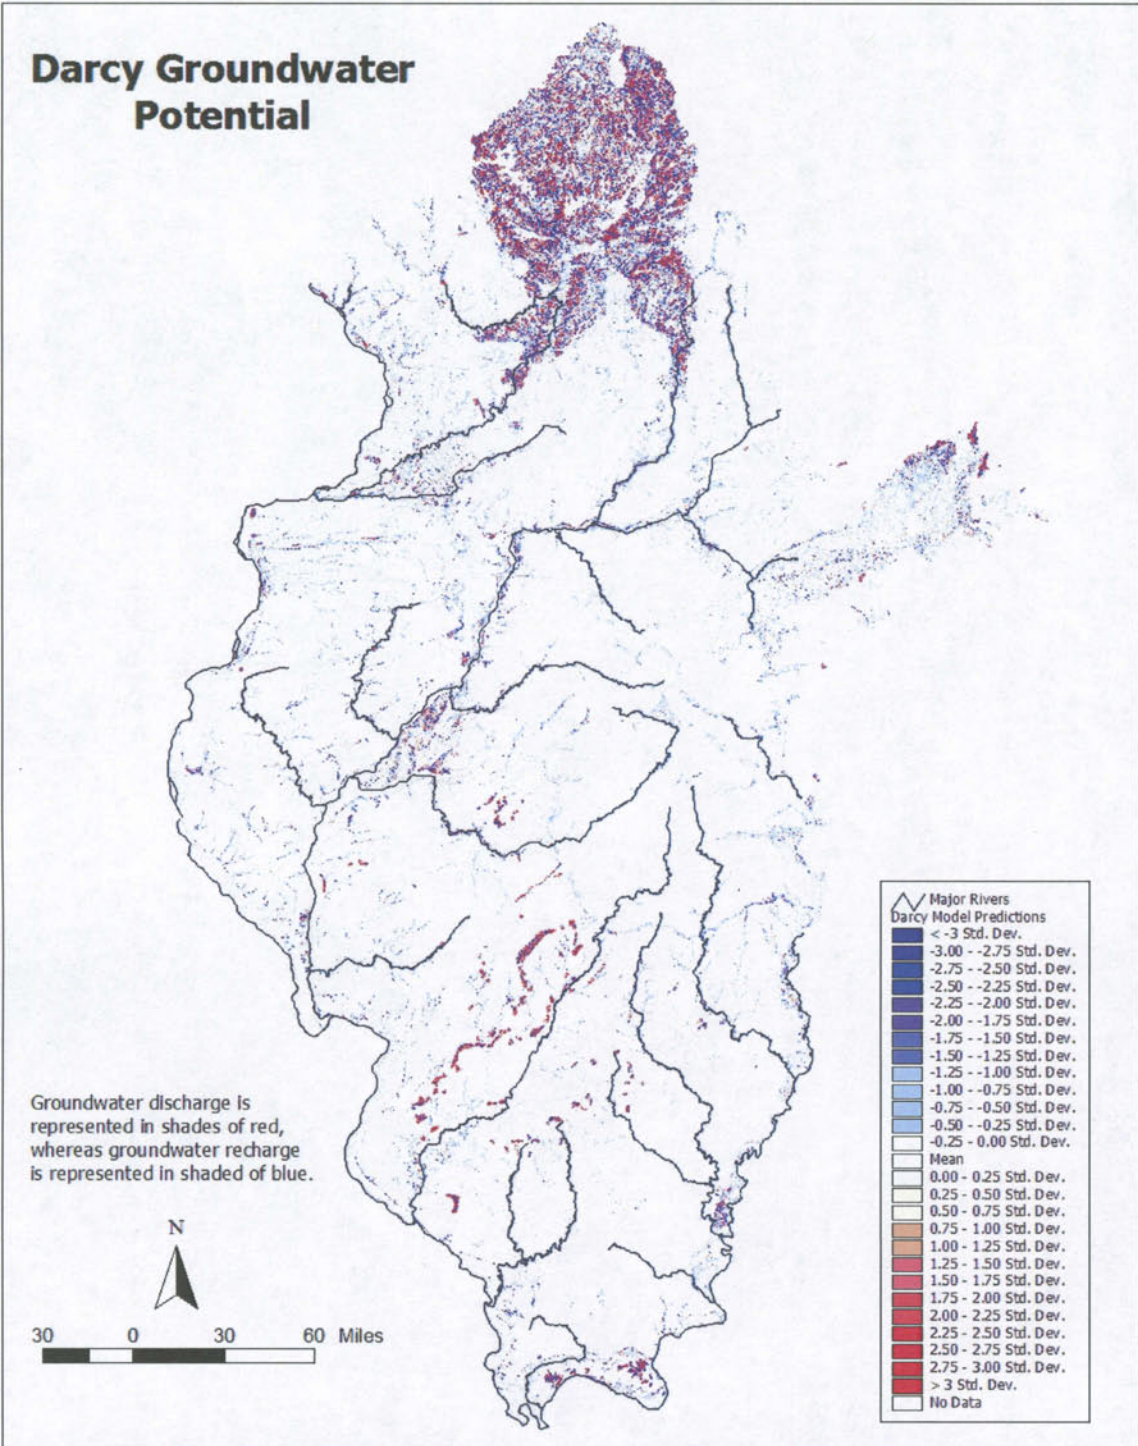 Darcy Groundwater
Potential
Major Rivers
Darcy Model Predictions
< -3 Std. Dev.
-3.00 - -2.75 Std. Dev.
-2.75 - -2.50 Std. Dev.
-2.50 - -2.25 Std. Dev.
-2.25 - -2.00 Std. Dev.
-2.00 - -1.75 Std. Dev.
-1.75 - -1.50 Std. Dev.
-1.50 - -1.25 Std. Dev.
-1.25 - -1.00 Std. Dev.
-1.00 - -0.75 Std. Dev.
-0.75 - -0.50 Std. Dev.
-0.50 - -0.25 Std. Dev.
-0.25 - 0.00 Std. Dev.
Mean
0.00 - 0.25 Std. Dev.
0.25 - 0.50 Std. Dev.
0.50 - 0.75 Std. Dev.
0.75 - 1.00 Std. Dev.
1.00 - 1.25 Std. Dev.
1.25 - 1.50 Std. Dev.
1.50 - 1.75 Std. Dev.
1.75 - 2.00 Std. Dev.
2.00 - 2.25 Std. Dev.
2.25 - 2.50 Std. Dev.
2.50 - 2.75 Std. Dev.
2.75 - 3.00 Std. Dev.
> 3 Std. Dev.
No Data
Groundwater discharge is
represented in shades of red,
whereas groundwater recharge
is represented in shaded of blue.
N
30 0 30 60 Miles